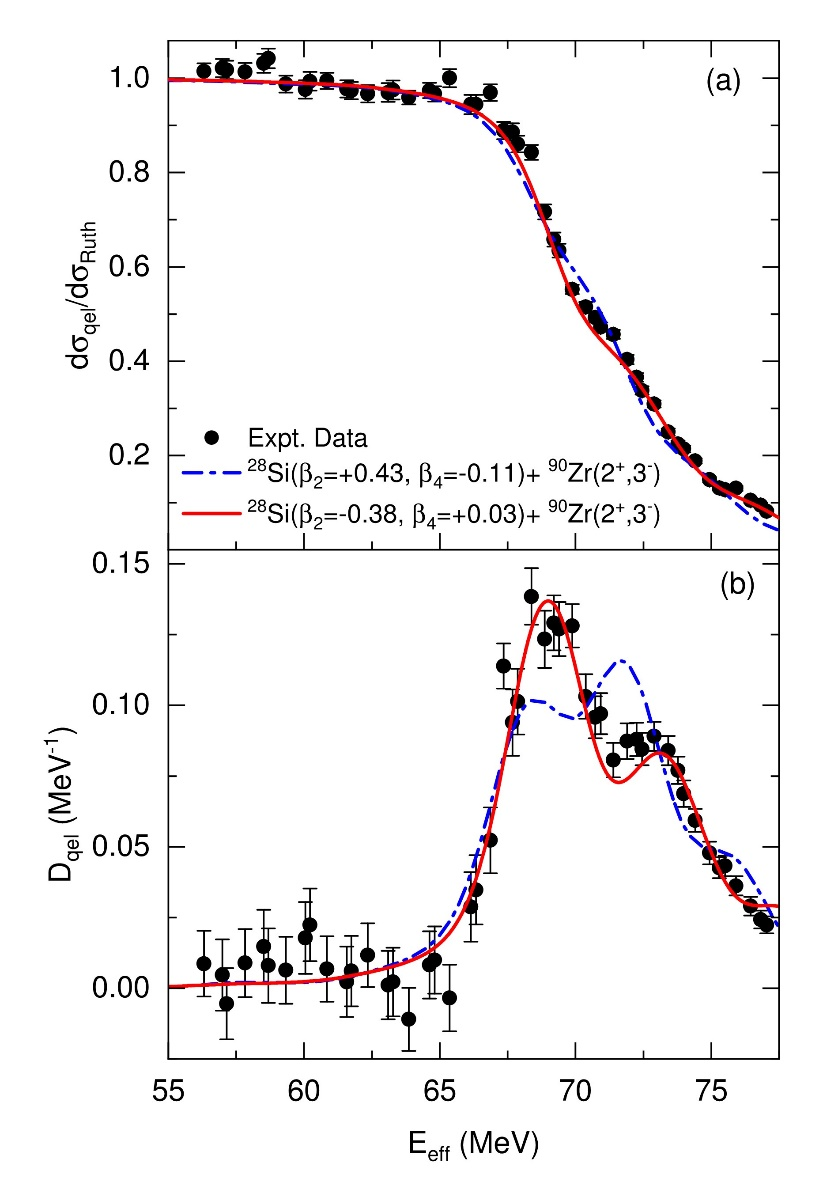 (a)
1.0
0.8
0.6
0.4
0.2
dσqel/dσRuth
Expt. Data
²⁸Si(β₂=+0.43, β₄=-0.11)+ ⁹⁰Zr(2⁺,3⁻)
²⁸Si(β₂=-0.38, β₄=+0.03)+ ⁹⁰Zr(2⁺,3⁻)
(b)
0.15
0.10
0.05
0.00
Dqel (MeV⁻¹)
55 60 65 70 75
Eeff (MeV)